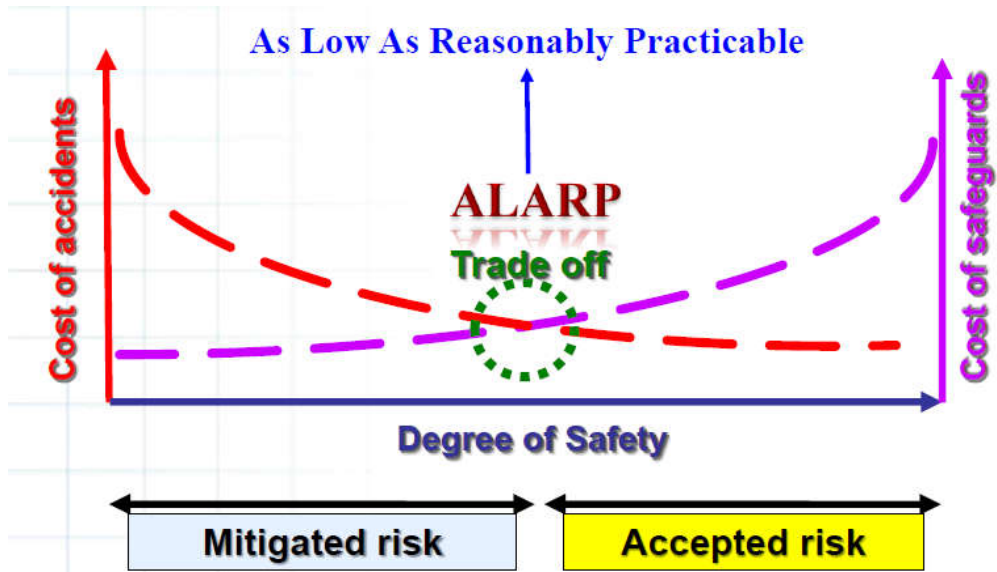 As Low As Reasonably Practicable
Cost of accidents
ALARP
Trade off
Cost of safeguards
Degree of Safety
Mitigated risk
Accepted risk